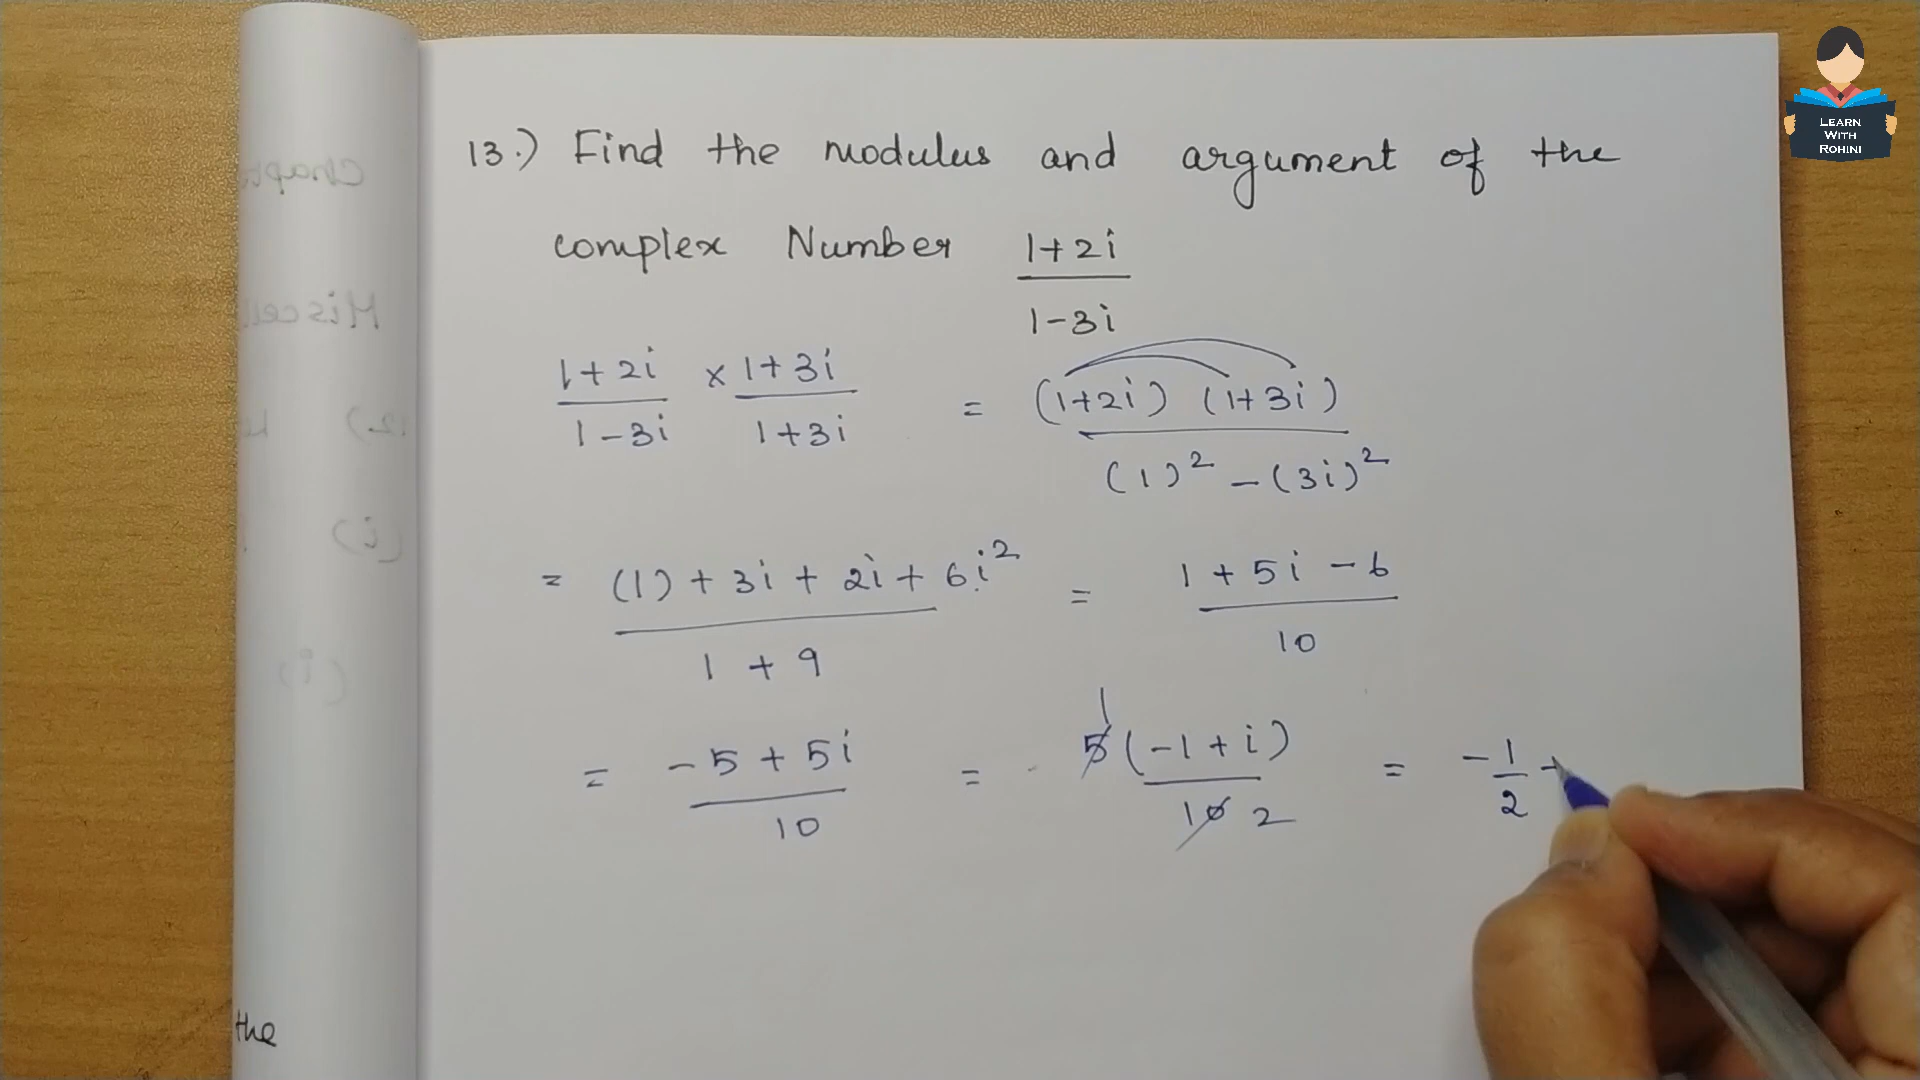 LEARN
WITH
ROHINI
13.) Find the modulus and argument of the
complex Number 1+2i / 1-3i
1+2i / 1-3i × 1+3i / 1+3i = (1+2i) (1+3i) / (1)² - (3i)²
= (1) + 3i + 2i + 6i² / 1 + 9 = 1 + 5i - 6 / 10
= -5 + 5i / 10 = 5 (-1 + i) / 10 1 2 = -1/2 +
the